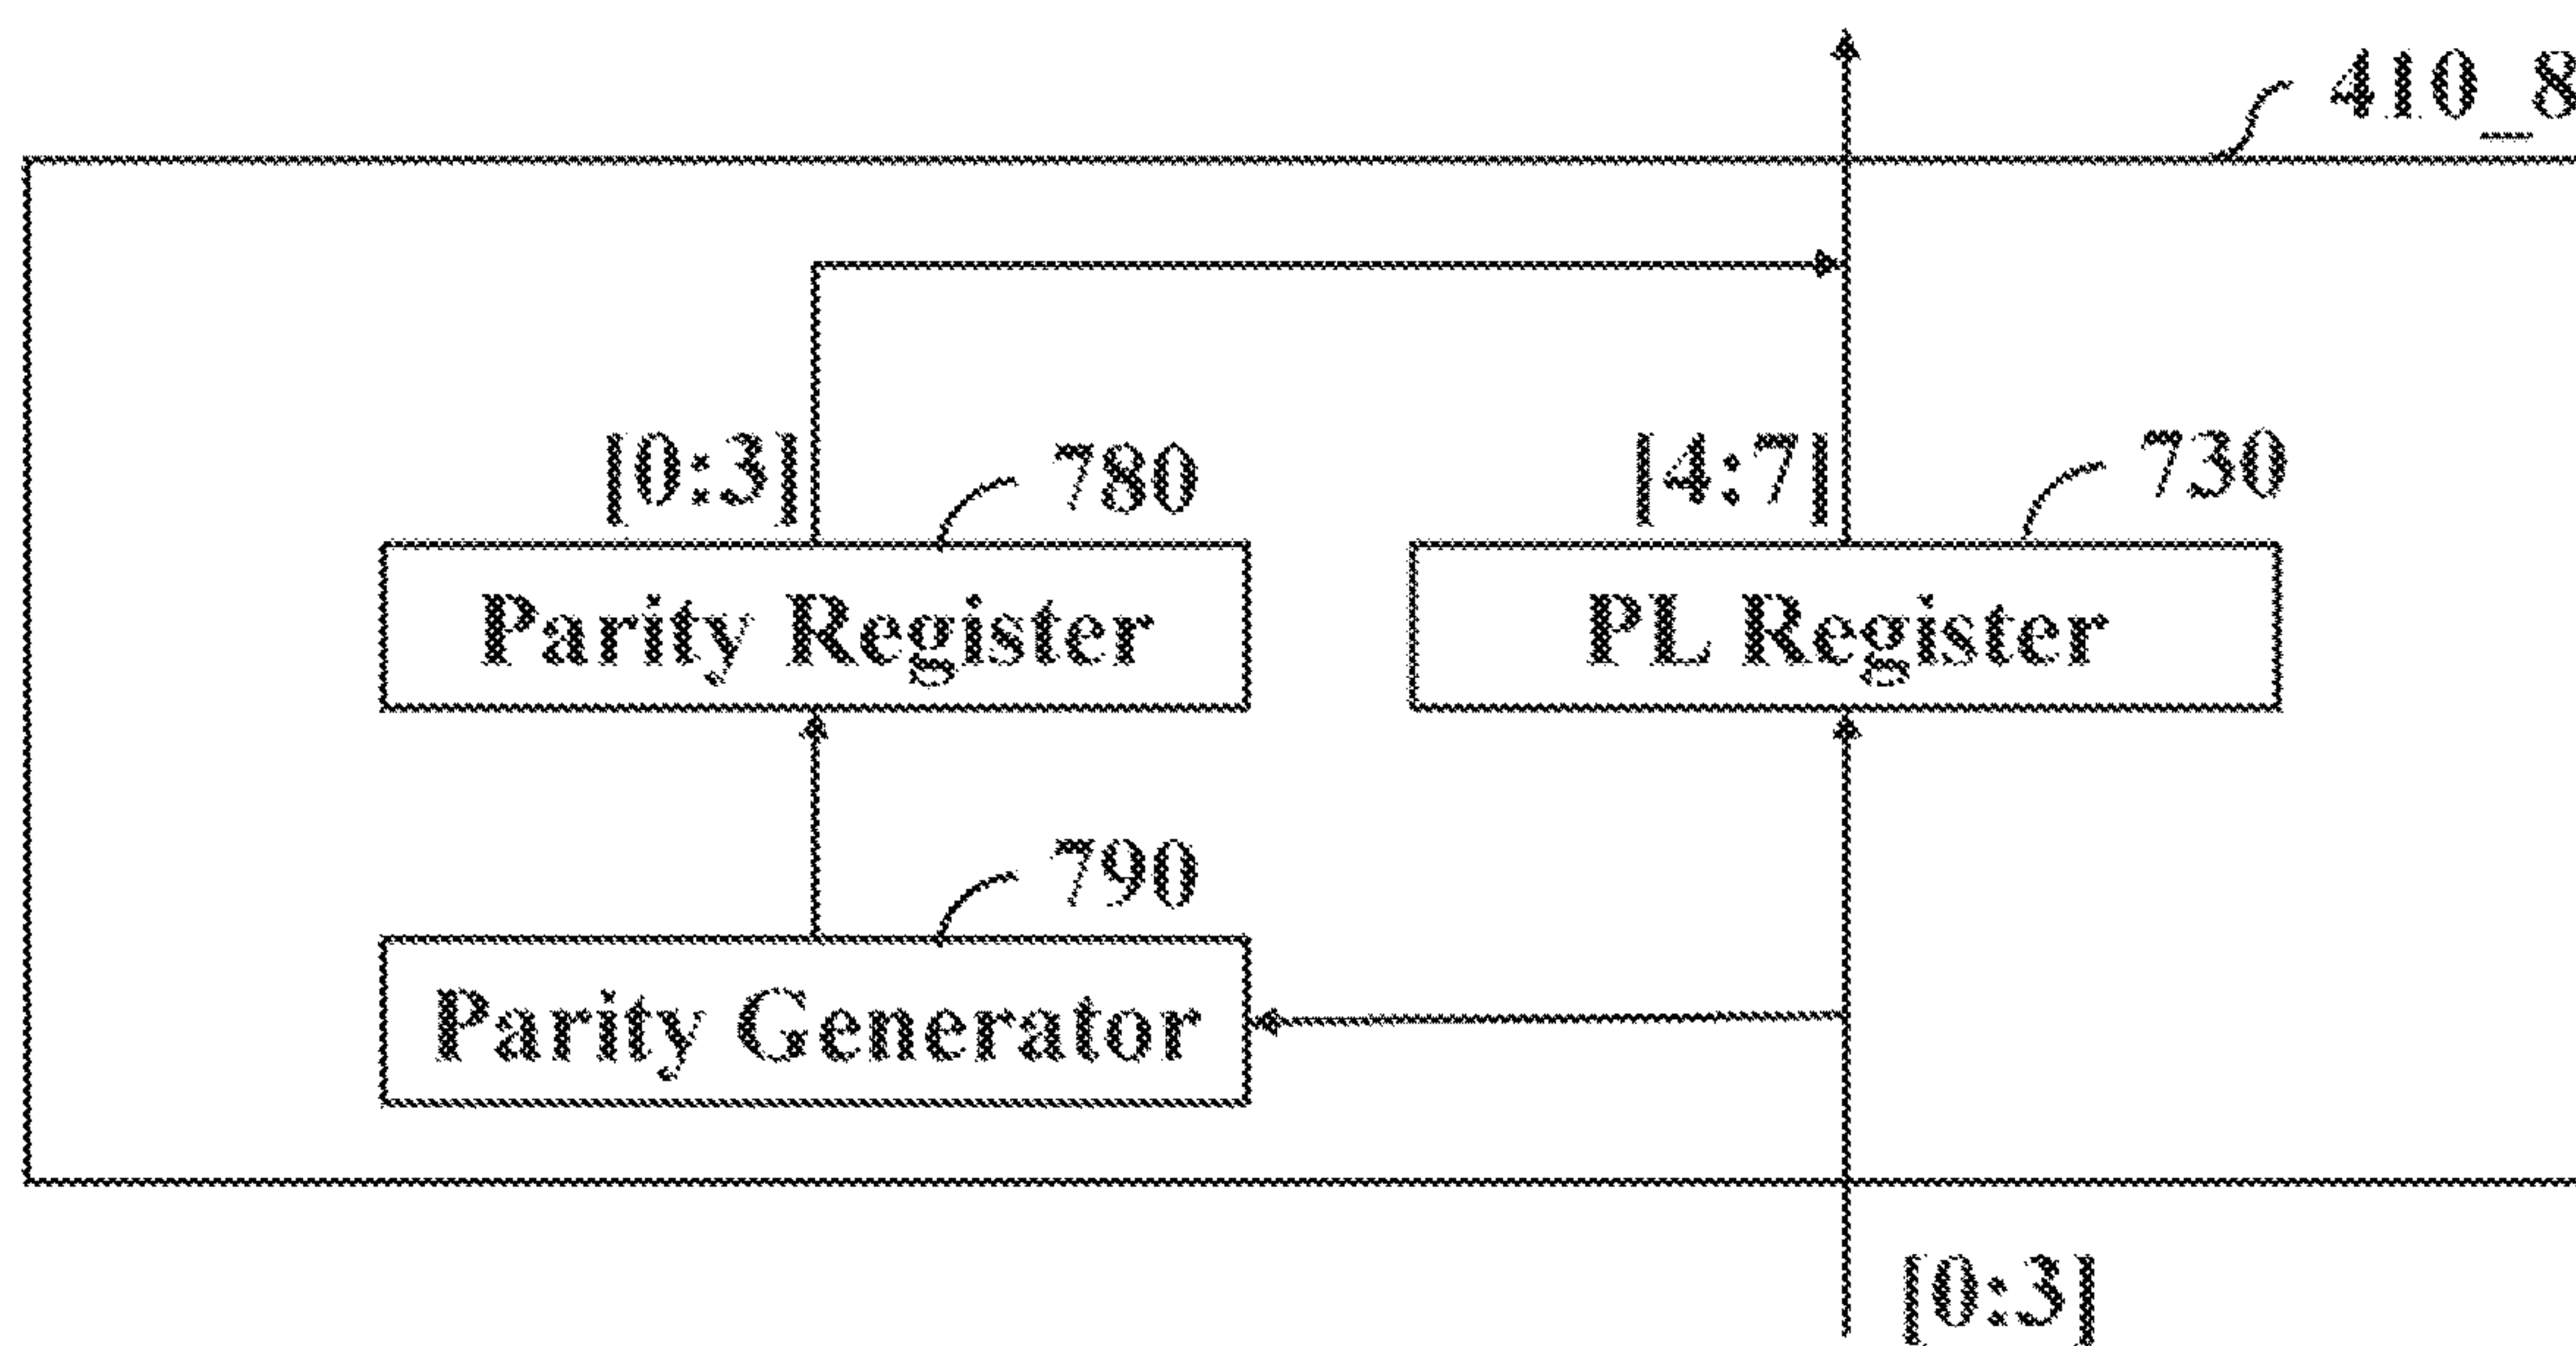 410_8
[0:3]
780
[4:7]
730
Parity Register
PL Register
790
Parity Generator
[0:3]